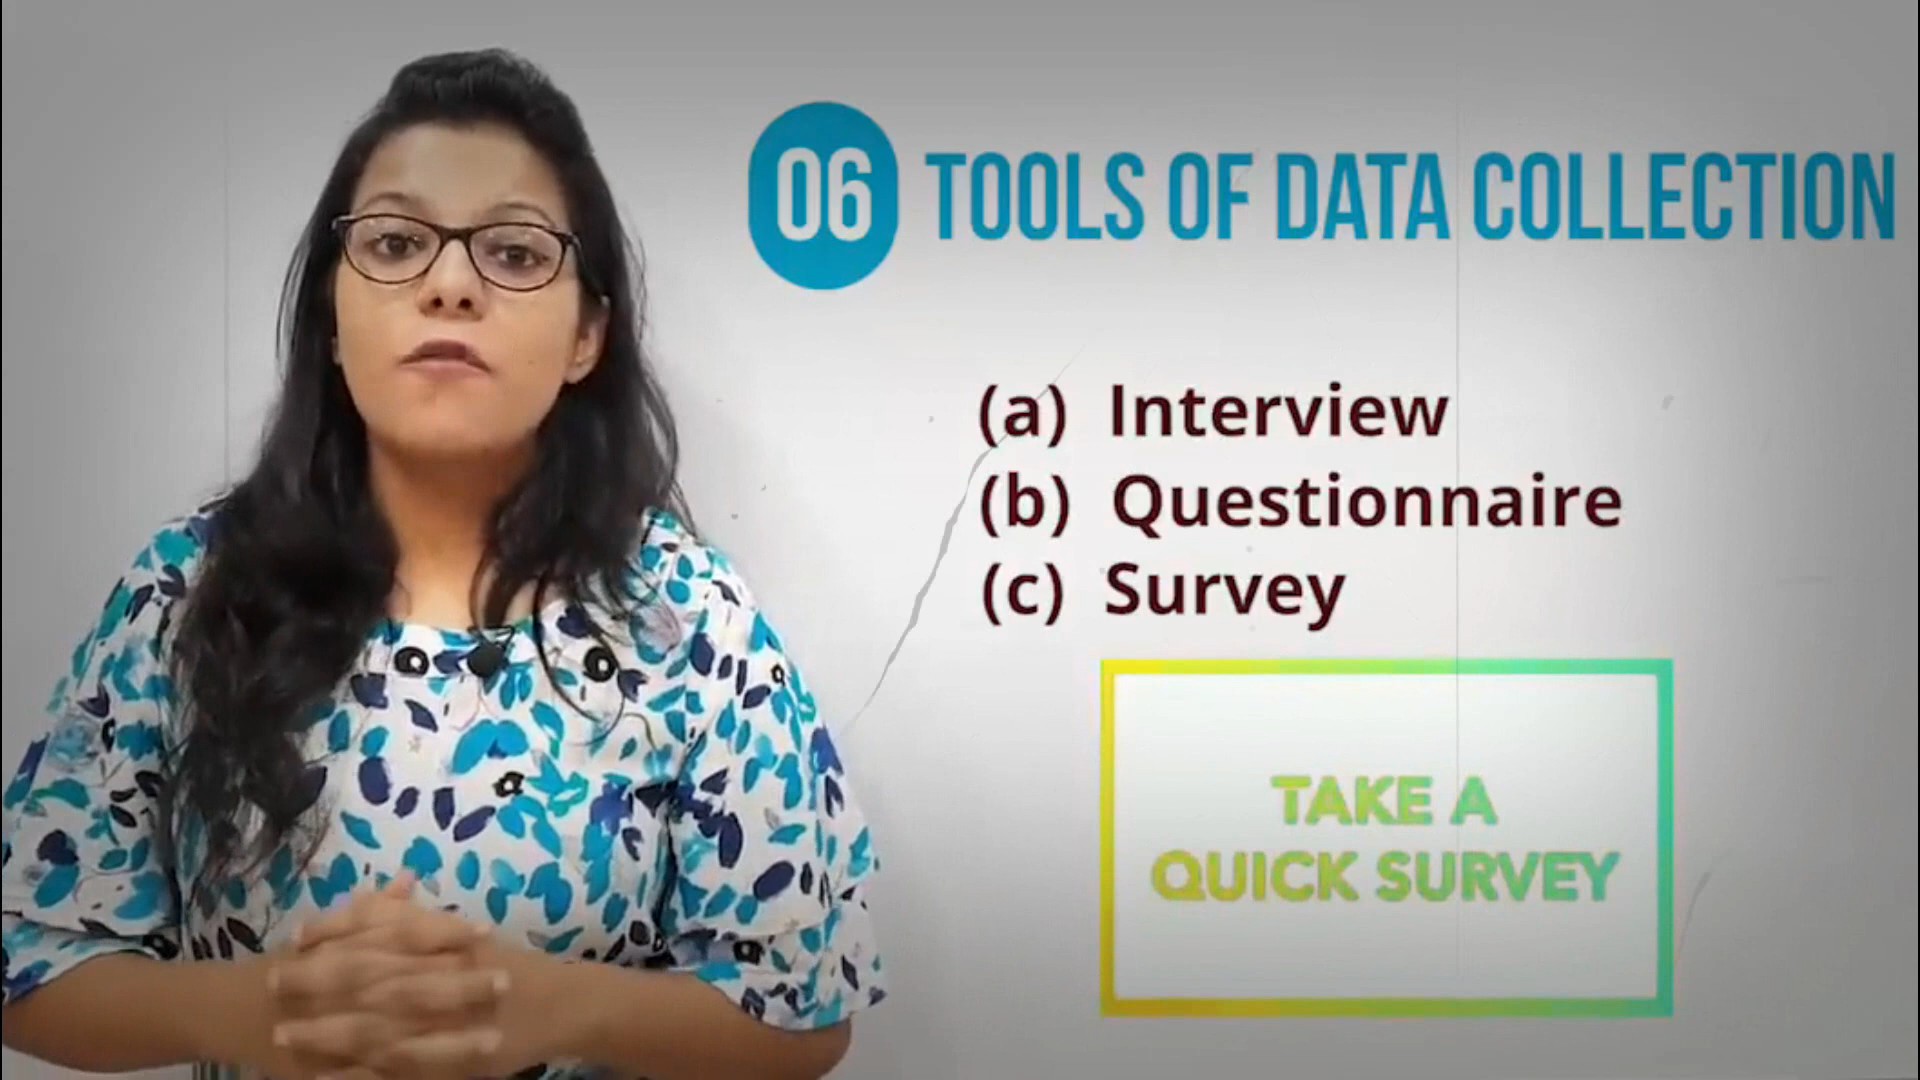 06 TOOLS OF DATA COLLECTION
(a) Interview
(b) Questionnaire
(c) Survey
TAKE A
QUICK SURVEY